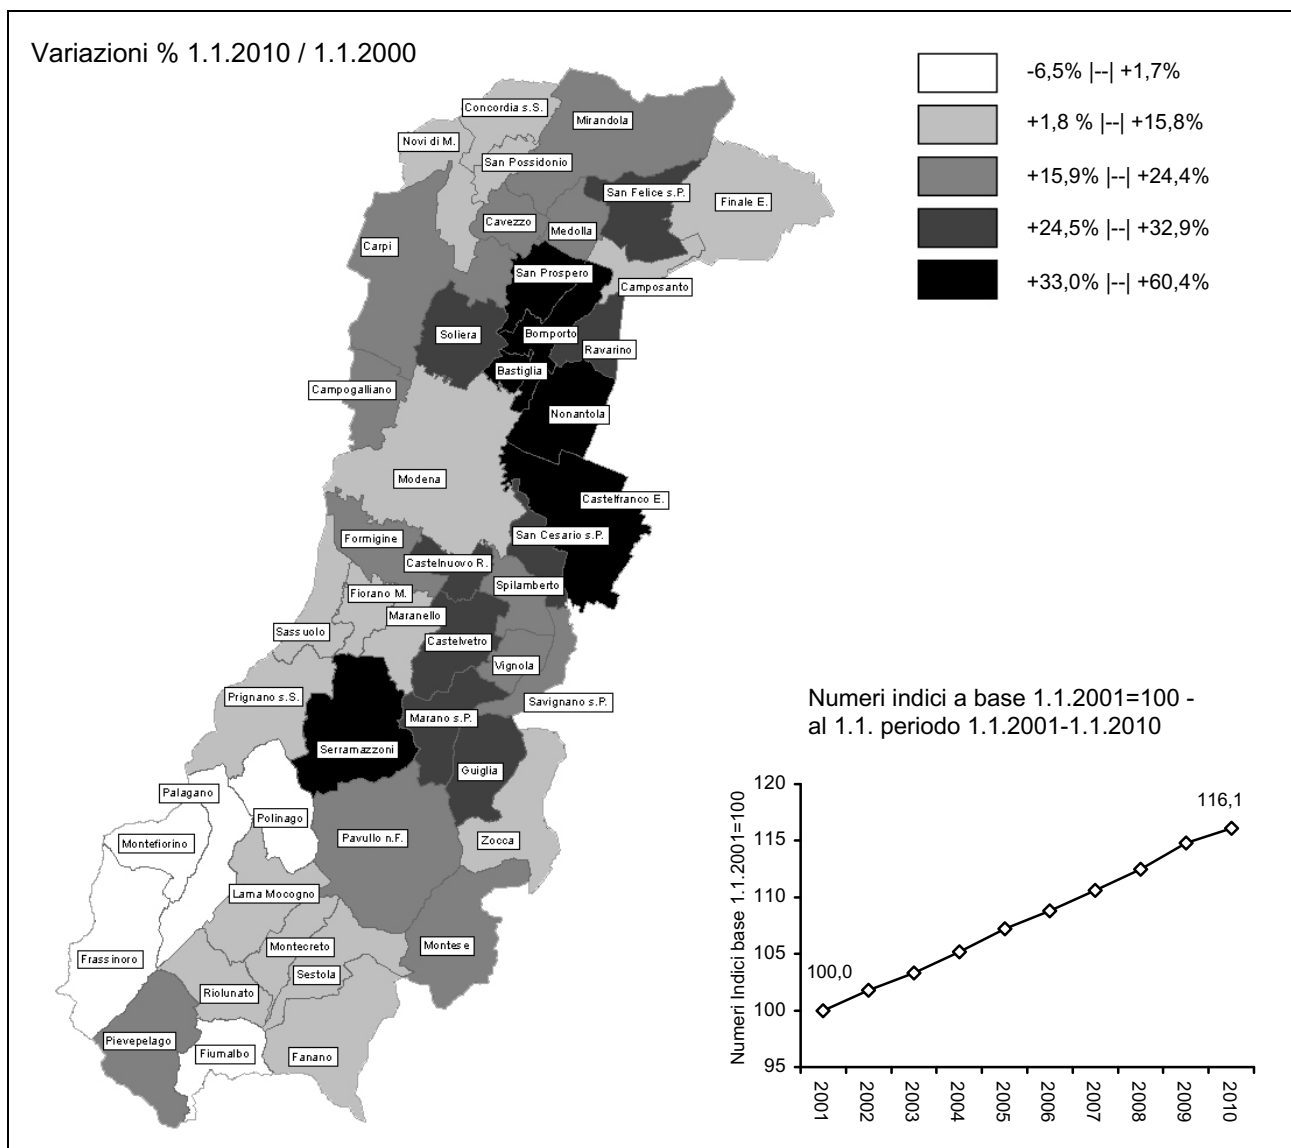 Variazioni % 1.1.2010 / 1.1.2000
-6,5% |--| +1,7%
+1,8 % |--| +15,8%
+15,9% |--| +24,4%
+24,5% |--| +32,9%
+33,0% |--| +60,4%
Concordia s.S.
Mirandola
Novi di M.
San Possidonio
San Felice s.P.
Finale E.
Cavezzo
Medolla
Carpi
San Prospero
Camposanto
Soliera
Bomporto
Ravarino
Bastiglia
Campogalliano
Nonantola
Modena
Castelfranco E.
San Cesario s.P.
Formigine
Castelnuovo R.
Spilamberto
Fiorano M.
Maranello
Sassuolo
Castelvetro
Vignola
Prignano s.S.
Savignano s.P.
Marano s.P.
Serramazzoni
Guiglia
Palagano
Polinago
Montefiorino
Pavullo n.F.
Zocca
Lama Mocogno
Montecreto
Montese
Frassinoro
Sestola
Riolunato
Pievepelago
Fiumalbo
Fanano
Numeri indici a base 1.1.2001=100 -
al 1.1. periodo 1.1.2001-1.1.2010
Numeri Indici base 1.1.2001=100
120
115
110
105
100
95
100,0
116,1
2001
2002
2003
2004
2005
2006
2007
2008
2009
2010